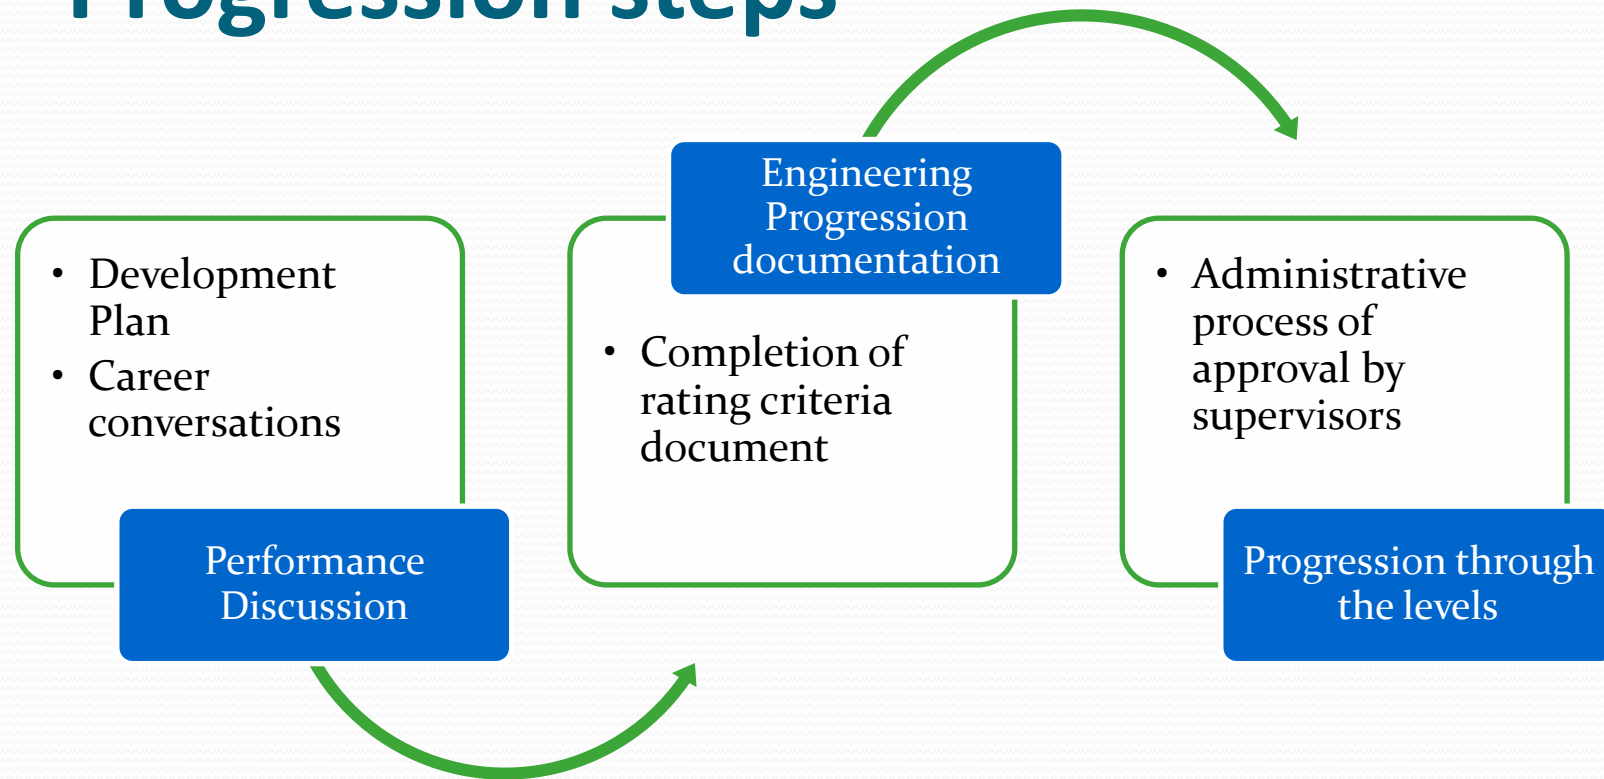 Progression steps
• Development
Plan
• Career
conversations
Performance
Discussion
Engineering
Progression
documentation
• Completion of
rating criteria
document
• Administrative
process of
approval by
supervisors
Progression through
the levels